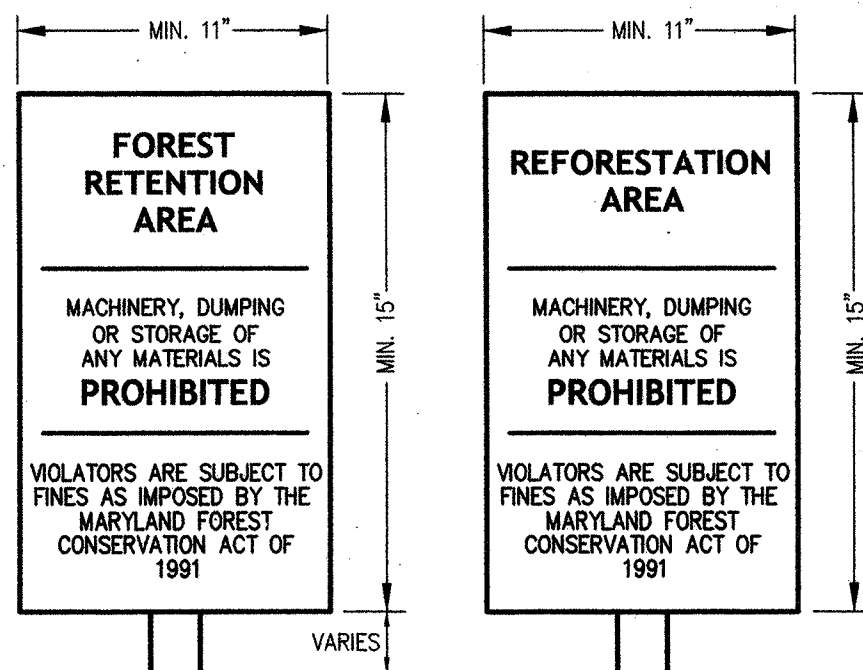 MIN. 11"
FOREST
RETENTION
AREA
MACHINERY, DUMPING
OR STORAGE OF
ANY MATERIALS IS
PROHIBITED
VIOLATORS ARE SUBJECT TO
FINES AS IMPOSED BY THE
MARYLAND FOREST
CONSERVATION ACT OF
1991
MIN. 15"
VARIES
MIN. 11"
REFORESTATION
AREA
MACHINERY, DUMPING
OR STORAGE OF
ANY MATERIALS IS
PROHIBITED
VIOLATORS ARE SUBJECT TO
FINES AS IMPOSED BY THE
MARYLAND FOREST
CONSERVATION ACT OF
1991
MIN. 15"